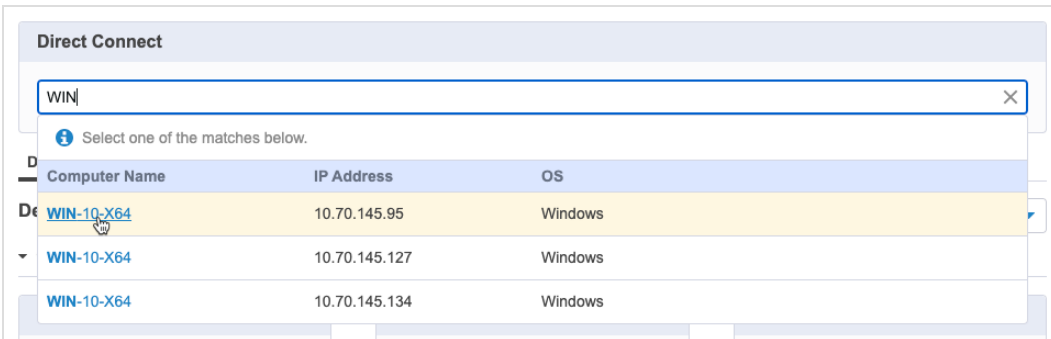 Direct Connect
WIN
Select one of the matches below.
Computer Name IP Address OS
WIN-10-X64 10.70.145.95 Windows
WIN-10-X64 10.70.145.127 Windows
WIN-10-X64 10.70.145.134 Windows